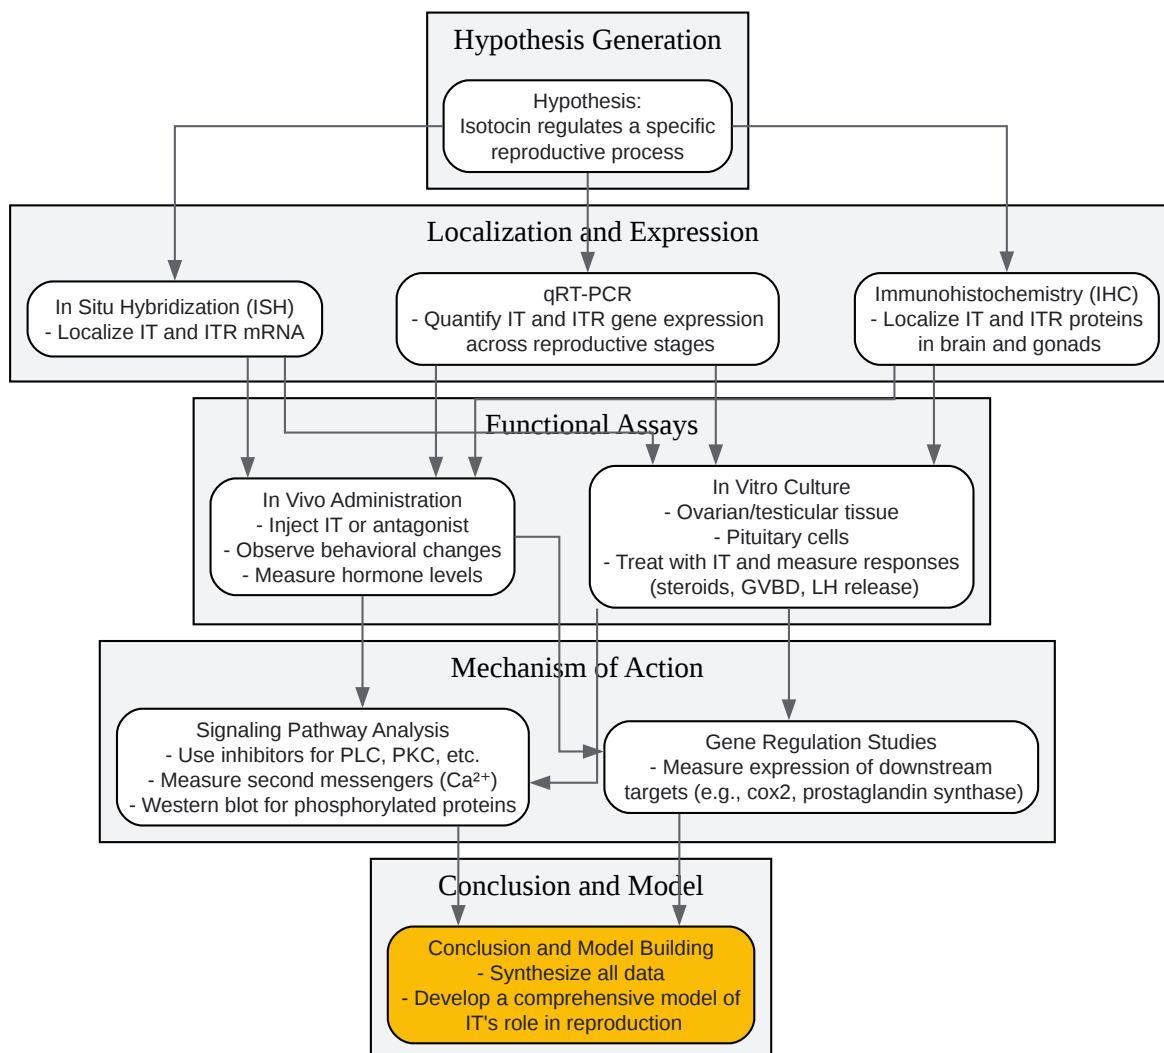 Hypothesis Generation
Hypothesis:
Isotocin regulates a specific
reproductive process
Localization and Expression
In Situ Hybridization (ISH)
- Localize IT and ITR mRNA
qRT-PCR
- Quantify IT and ITR gene expression
across reproductive stages
Immunohistochemistry (IHC)
- Localize IT and ITR proteins
in brain and gonads
Functional Assays
In Vivo Administration
- Inject IT or antagonist
- Observe behavioral changes
- Measure hormone levels
In Vitro Culture
- Ovarian/testicular tissue
- Pituitary cells
- Treat with IT and measure responses
(steroids, GVBD, LH release)
Mechanism of Action
Signaling Pathway Analysis
- Use inhibitors for PLC, PKC, etc.
- Measure second messengers (Ca²⁺)
- Western blot for phosphorylated proteins
Gene Regulation Studies
- Measure expression of downstream
targets (e.g., cox2, prostaglandin synthase)
Conclusion and Model
Conclusion and Model Building
- Synthesize all data
- Develop a comprehensive model of
IT's role in reproduction